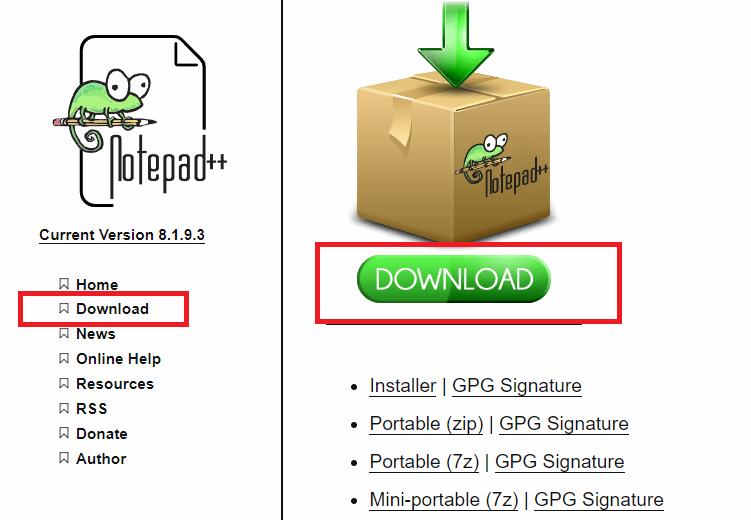 Notepad++
Current Version 8.1.9.3
Home
Download
News
Online Help
Resources
RSS
Donate
Author
Notepad++
DOWNLOAD
Installer | GPG Signature
Portable (zip) | GPG Signature
Portable (7z) | GPG Signature
Mini-portable (7z) | GPG Signature